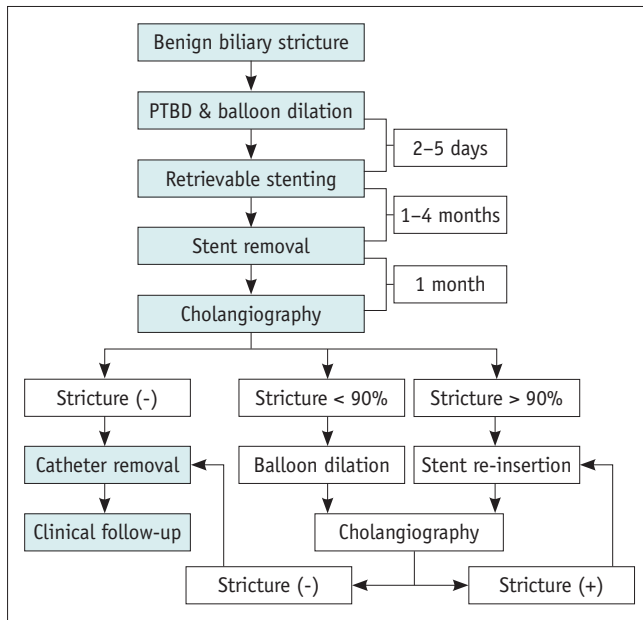 Benign biliary stricture
PTBD & balloon dilation
2–5 days
Retrievable stenting
1–4 months
Stent removal
1 month
Cholangiography
Stricture (-)
Stricture < 90%
Stricture > 90%
Catheter removal
Balloon dilation
Stent re-insertion
Clinical follow-up
Cholangiography
Stricture (-)
Stricture (+)